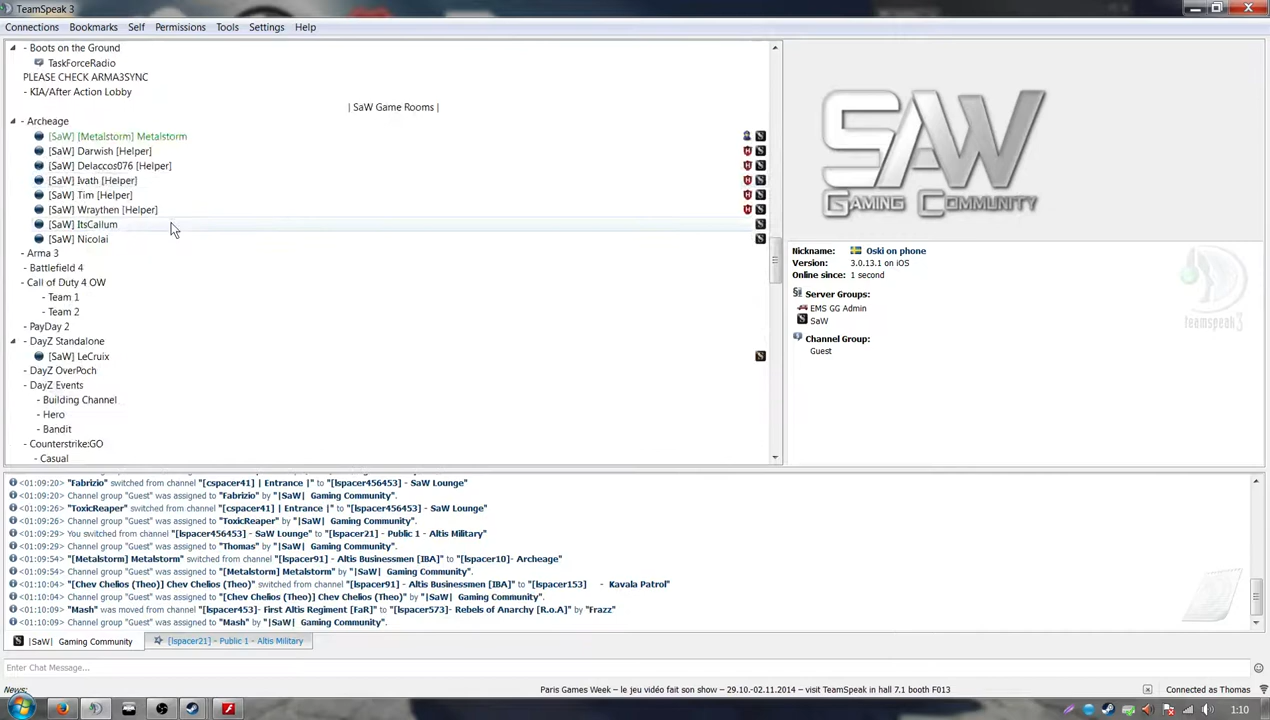 TeamSpeak 3
Connections Bookmarks Self Permissions Tools Settings Help
- Boots on the Ground
TaskForceRadio
PLEASE CHECK ARMA3SYNC
- KIA/After Action Lobby
| SaW Game Rooms |
- Archeage
[SaW] [Metalstorm] Metalstorm
[SaW] Darwish [Helper]
[SaW] Delaccos076 [Helper]
[SaW] Ivath [Helper]
[SaW] Tim [Helper]
[SaW] Wraythen [Helper]
[SaW] ItsCallum
[SaW] Nicolai
- Arma 3
- Battlefield 4
- Call of Duty 4 OW
- Team 1
- Team 2
- PayDay 2
- DayZ Standalone
[SaW] LeCruix
- DayZ OverPoch
- DayZ Events
- Building Channel
- Hero
- Bandit
- Counterstrike:GO
- Casual
SAW
GAMING COMMUNITY
Nickname: Oski on phone
Version: 3.0.13.1 on iOS
Online since: 1 second
Server Groups:
EMS GG Admin
SaW
Channel Group:
Guest
teamspeak3
<01:09:20> "Fabrizio" switched from channel "[cspacer41] | Entrance |" to "[lspacer456453] - SaW Lounge"
<01:09:20> Channel group "Guest" was assigned to "Fabrizio" by "|SaW| Gaming Community".
<01:09:26> "ToxicReaper" switched from channel "[cspacer41] | Entrance |" to "[lspacer456453] - SaW Lounge"
<01:09:26> Channel group "Guest" was assigned to "ToxicReaper" by "|SaW| Gaming Community".
<01:09:29> You switched from channel "[lspacer456453] - SaW Lounge" to "[lspacer21] - Public 1 - Altis Military"
<01:09:29> Channel group "Guest" was assigned to "Thomas" by "|SaW| Gaming Community".
<01:09:54> "[Metalstorm] Metalstorm" switched from channel "[lspacer91] - Altis Businessmen [IBA]" to "[lspacer10]- Archeage"
<01:09:54> Channel group "Guest" was assigned to "[Metalstorm] Metalstorm" by "|SaW| Gaming Community".
<01:10:04> "[Chev Chelios (Theo)] Chev Chelios (Theo)" switched from channel "[lspacer91] - Altis Businessmen [IBA]" to "[lspacer153] - Kavala Patrol"
<01:10:04> Channel group "Guest" was assigned to "[Chev Chelios (Theo)] Chev Chelios (Theo)" by "|SaW| Gaming Community".
<01:10:09> "Mash" was moved from channel "[lspacer453]- First Altis Regiment [FaR]" to "[lspacer573]- Rebels of Anarchy [R.o.A]" by "Frazz"
<01:10:09> Channel group "Guest" was assigned to "Mash" by "|SaW| Gaming Community".
|SaW| Gaming Community [lspacer21] - Public 1 - Altis Military
Enter Chat Message...
News: Paris Games Week – le jeu vidéo fait son show – 29.10.-02.11.2014 – visit TeamSpeak in hall 7.1 booth F013 Connected as Thomas
1:10